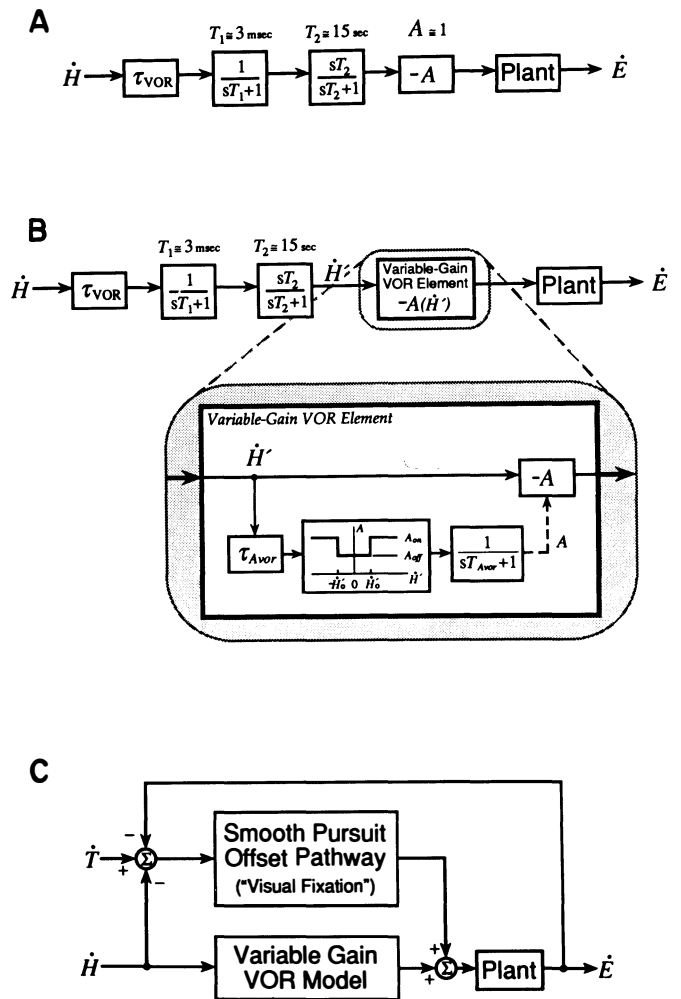 A
T₁≅3 msec T₂≅15 sec A≅1
Ḣ τVOR 1/(sT₁+1) sT₂/(sT₂+1) -A Plant Ė
B
T₁≅3 msec T₂≅15 sec
Ḣ τVOR 1/(sT₁+1) sT₂/(sT₂+1) Ḣ′ Variable-Gain VOR Element -A(Ḣ′) Plant Ė
Variable-Gain VOR Element
Ḣ′ -A
τAvor A Aon Aoff -Ḣ′₀ 0 Ḣ′₀ Ḣ′ 1/(sTAvor+1) A
C
Smooth Pursuit
Offset Pathway
("Visual Fixation")
Ṫ + − − Σ
Variable Gain
VOR Model
Ḣ + + Σ Plant Ė